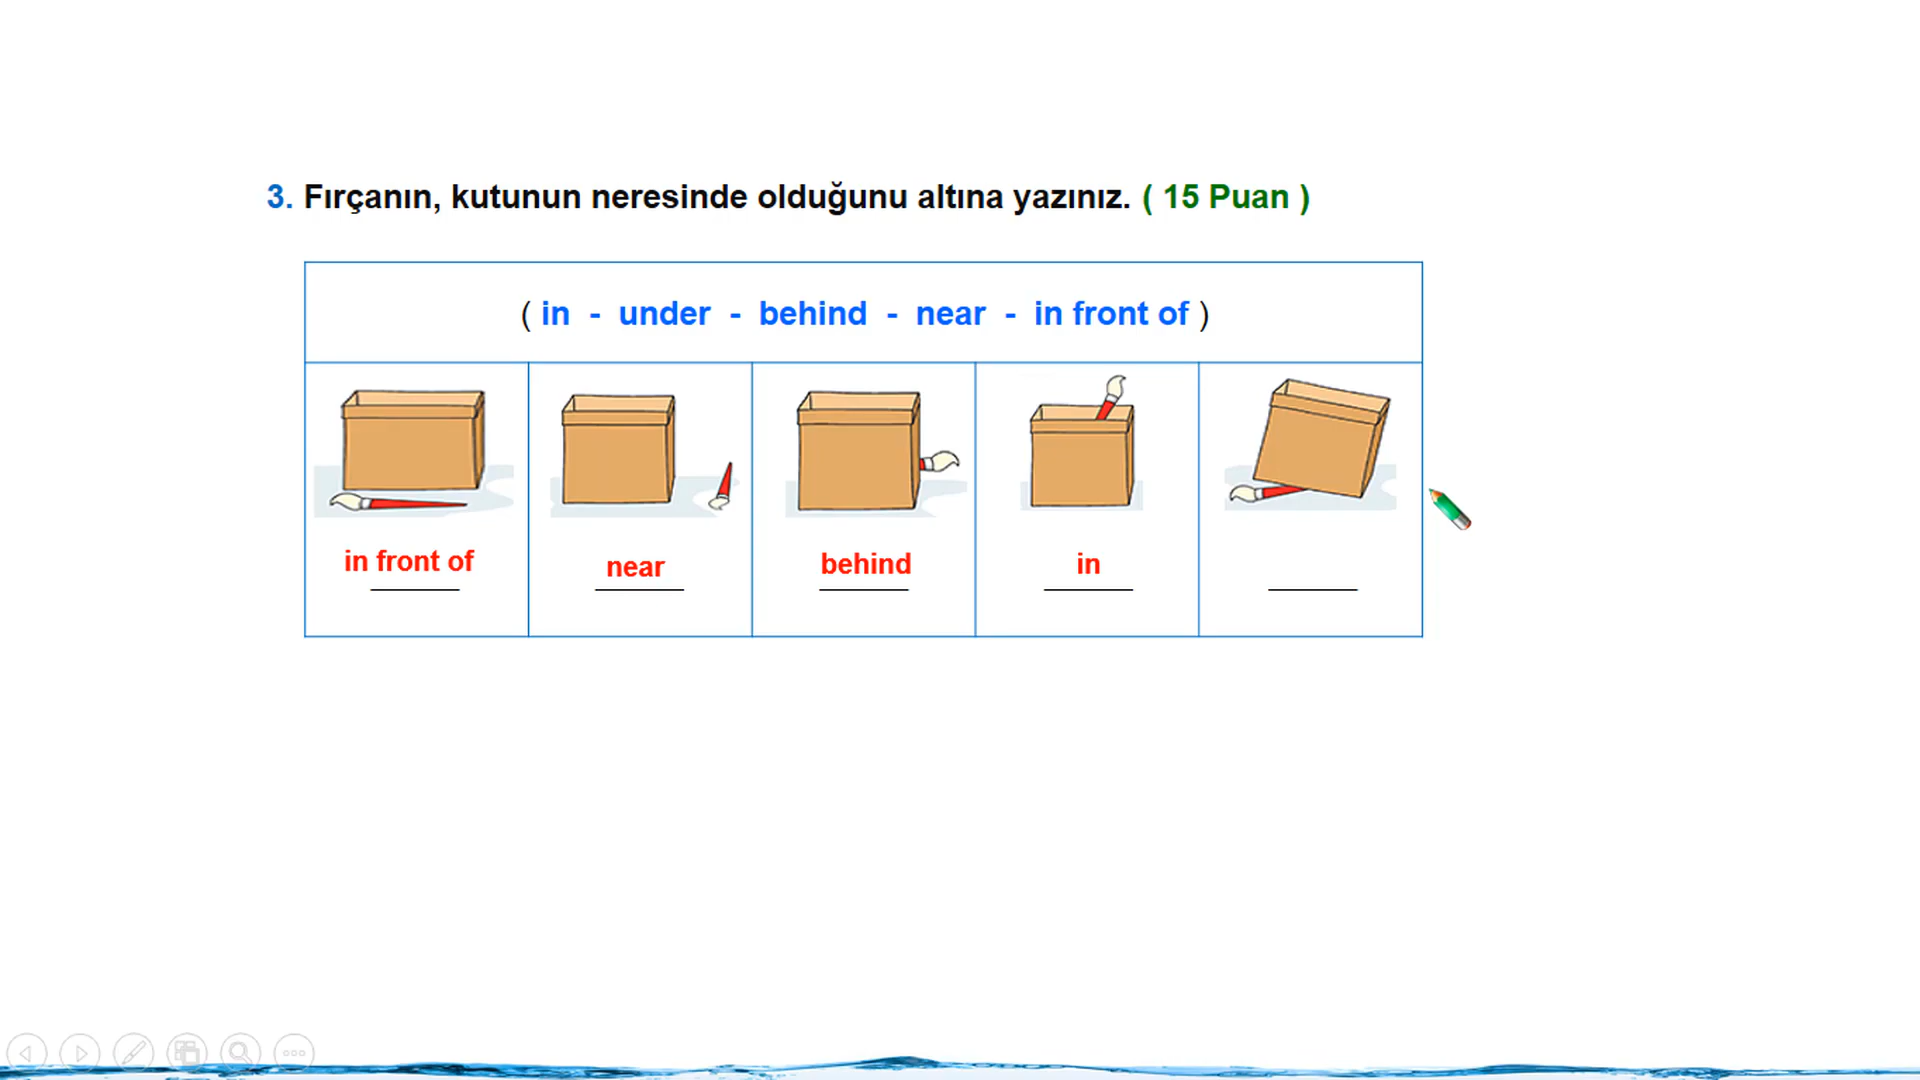 3. Fırçanın, kutunun neresinde olduğunu altına yazınız. ( 15 Puan )
( in - under - behind - near - in front of )
in front of
near
behind
in